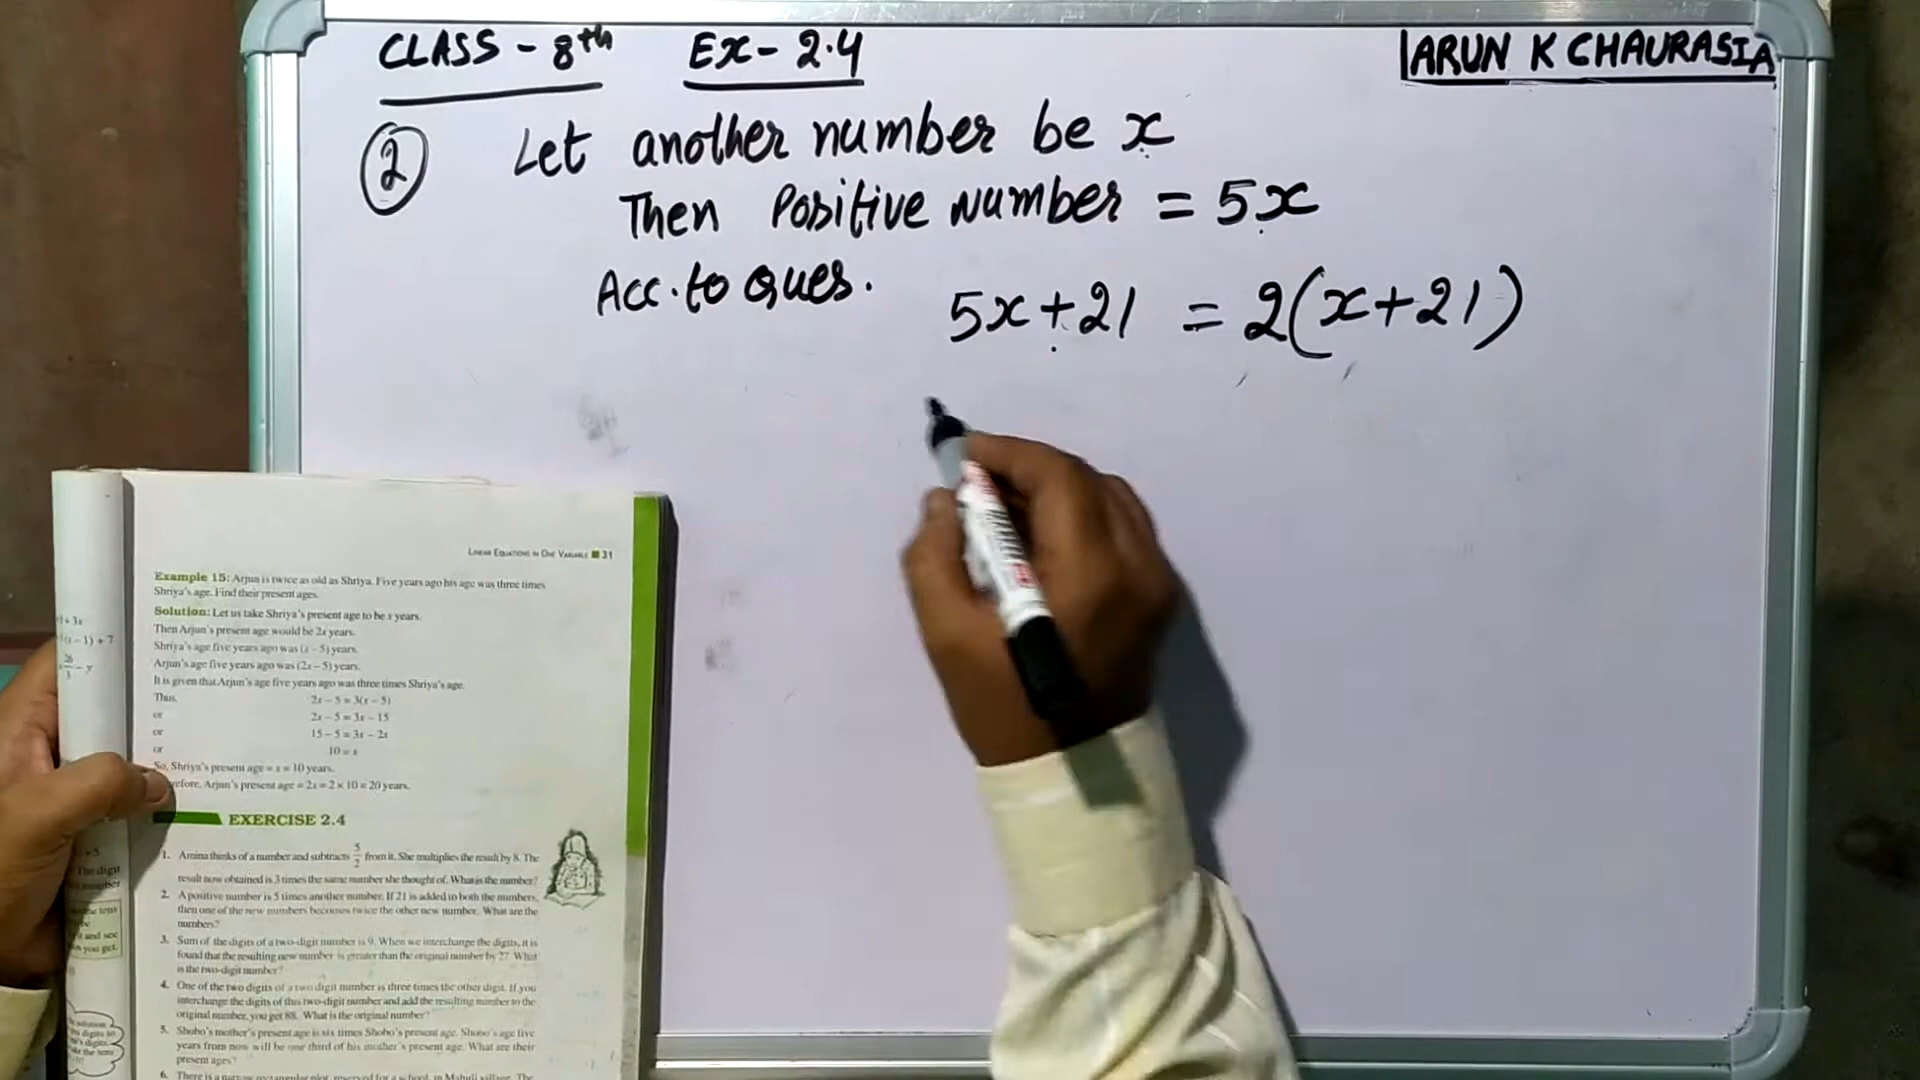 CLASS - 8th Ex- 2.4 ARUN K CHAURASIA
② Let another number be x
Then Positive Number = 5x
Acc. to Ques. 5x+21 = 2(x+21)
LINEAR EQUATIONS IN ONE VARIABLE ■ 31
Example 15: Arjun is twice as old as Shriya. Five years ago his age was three times
Shriya's age. Find their present ages.
Solution: Let us take Shriya's present age to be x years.
Then Arjun's present age would be 2x years.
Shriya's age five years ago was (x – 5) years.
Arjun's age five years ago was (2x – 5) years.
It is given that Arjun's age five years ago was three times Shriya's age.
Thus, 2x – 5 = 3(x – 5)
or 2x – 5 = 3x – 15
or 15 – 5 = 3x – 2x
or 10 = x
So, Shriya's present age = x = 10 years.
refore, Arjun's present age = 2x = 2 × 10 = 20 years.
EXERCISE 2.4
1. Amina thinks of a number and subtracts 5/2 from it. She multiplies the result by 8. The
result now obtained is 3 times the same number she thought of. What is the number?
2. A positive number is 5 times another number. If 21 is added to both the numbers,
then one of the new numbers becomes twice the other new number. What are the
numbers?
3. Sum of the digits of a two-digit number is 9. When we interchange the digits, it is
found that the resulting new number is greater than the original number by 27. What
is the two-digit number?
4. One of the two digits of a two digit number is three times the other digit. If you
interchange the digits of this two-digit number and add the resulting number to the
original number, you get 88. What is the original number?
5. Shobo's mother's present age is six times Shobo's present age. Shobo's age five
years from now will be one third of his mother's present age. What are their
present ages?
6. There is a narrow rectangular plot, reserved for a school, in Mahuli village. The